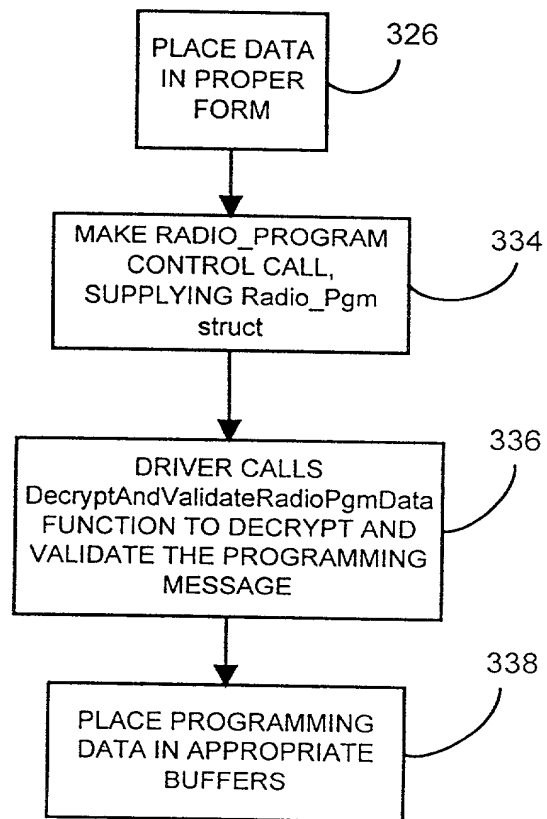 PLACE DATA
IN PROPER
FORM
326
MAKE RADIO_PROGRAM
CONTROL CALL,
SUPPLYING Radio_Pgm
struct
334
DRIVER CALLS
DecryptAndValidateRadioPgmData
FUNCTION TO DECRYPT AND
VALIDATE THE PROGRAMMING
MESSAGE
336
PLACE PROGRAMMING
DATA IN APPROPRIATE
BUFFERS
338